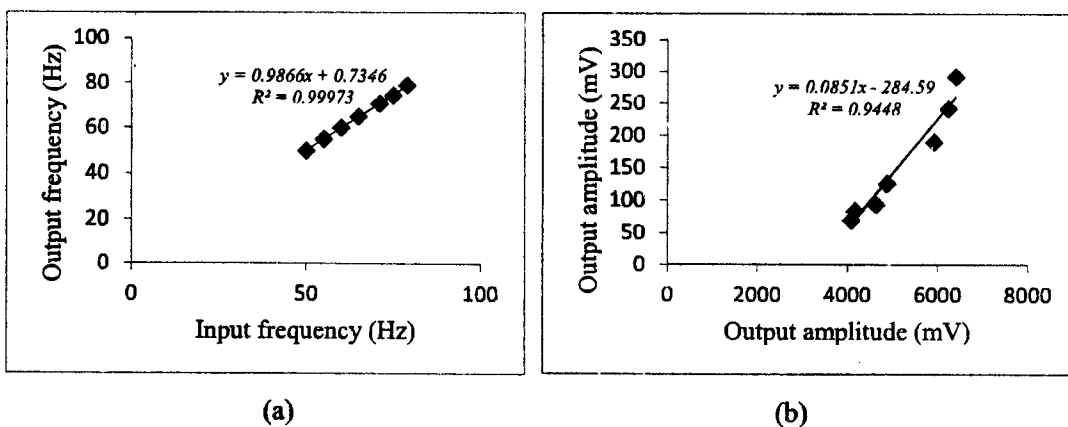 100
80
60
40
20
0
Output frequency (Hz)
y = 0.9866x + 0.7346
R² = 0.99973
0 50 100
Input frequency (Hz)
(a)
350
300
250
200
150
100
50
0
Output amplitude (mV)
y = 0.0851x - 284.59
R² = 0.9448
0 2000 4000 6000 8000
Output amplitude (mV)
(b)